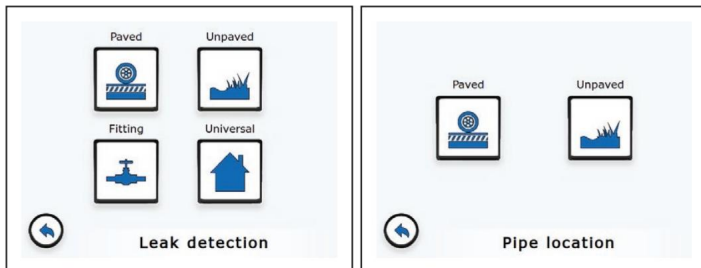 Paved Unpaved
Fitting Universal
Leak detection
Paved Unpaved
Pipe location